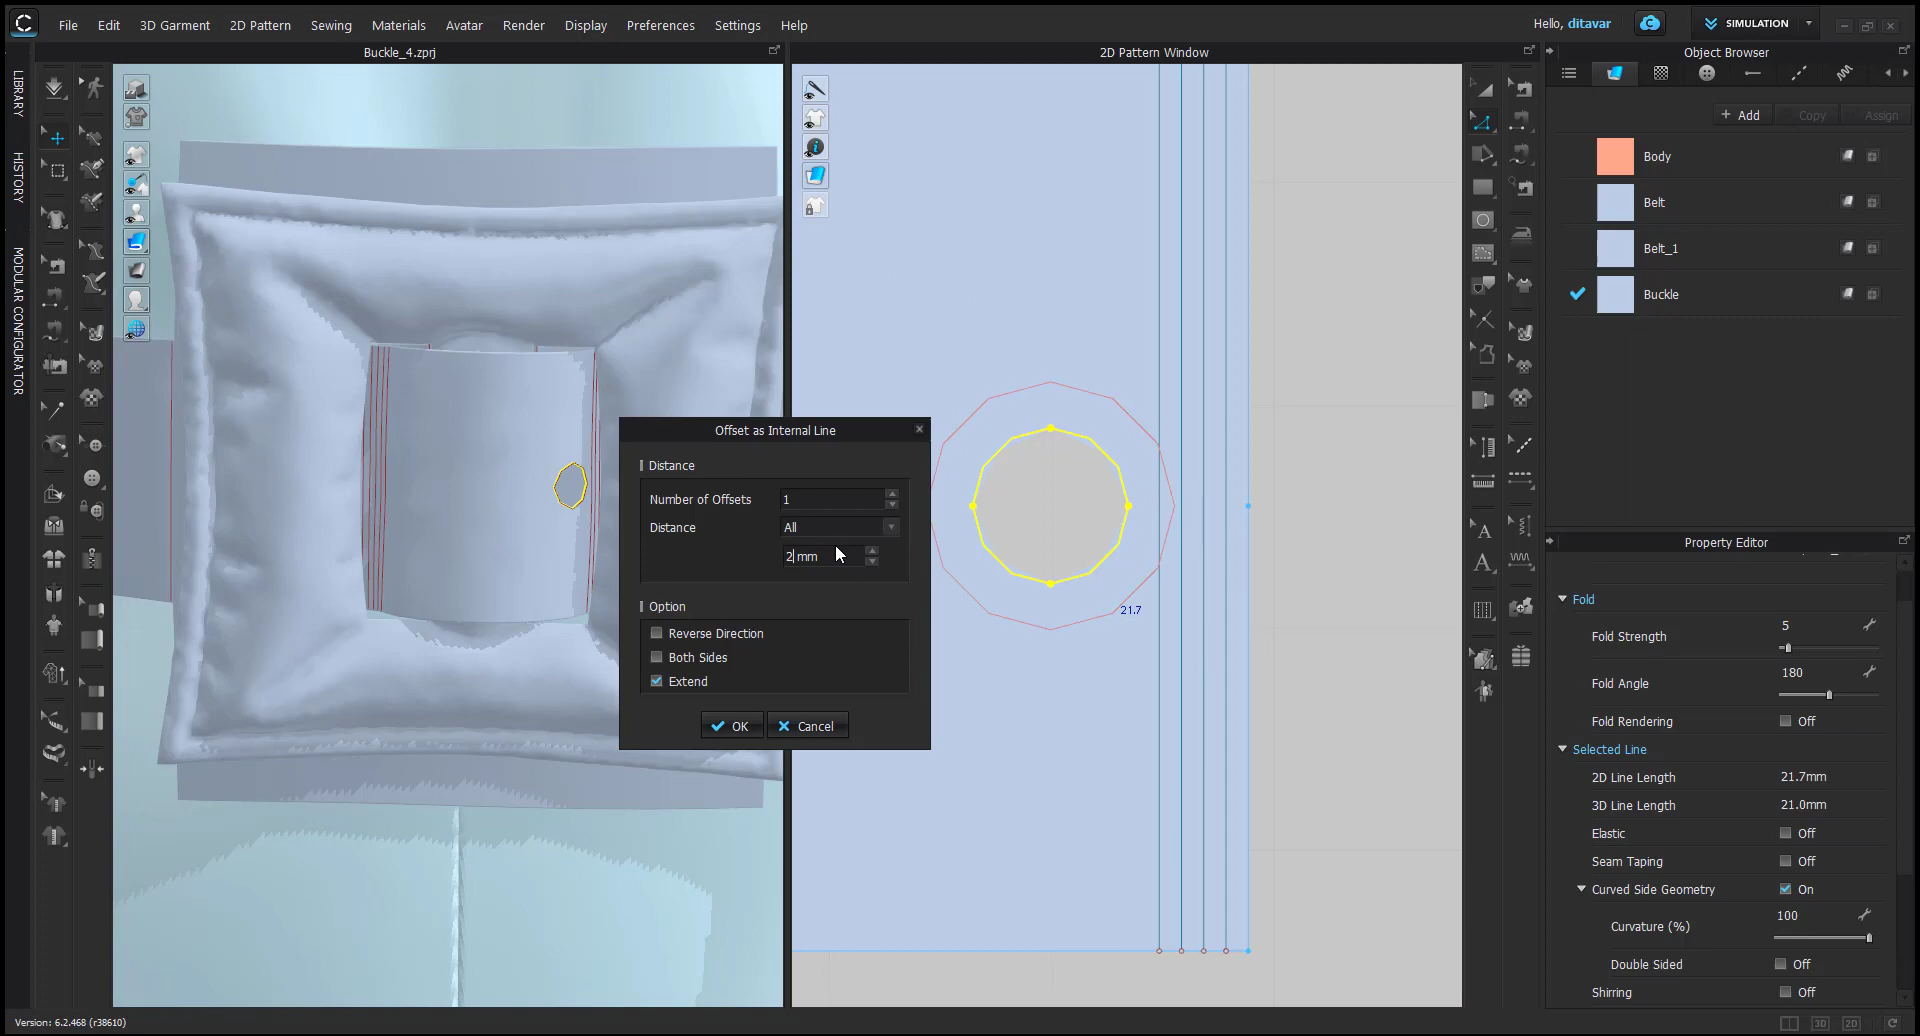 File Edit 3D Garment 2D Pattern Sewing Materials Avatar Render Display Preferences Settings Help
Hello, ditavar
SIMULATION
Buckle_4.zprj
2D Pattern Window
Object Browser
LIBRARY
HISTORY
MODULAR CONFIGURATOR
+ Add Copy Assign
Body
Belt
Belt_1
Buckle
Offset as Internal Line
Distance
Number of Offsets 1
Distance All
2 mm
Option
Reverse Direction
Both Sides
Extend
OK Cancel
21.7
Property Editor
Fold
Fold Strength 5
Fold Angle 180
Fold Rendering Off
Selected Line
2D Line Length 21.7mm
3D Line Length 21.0mm
Elastic Off
Seam Taping Off
Curved Side Geometry On
Curvature (%) 100
Double Sided Off
Shirring Off
Version: 6.2.468 (r38610)
3D 2D